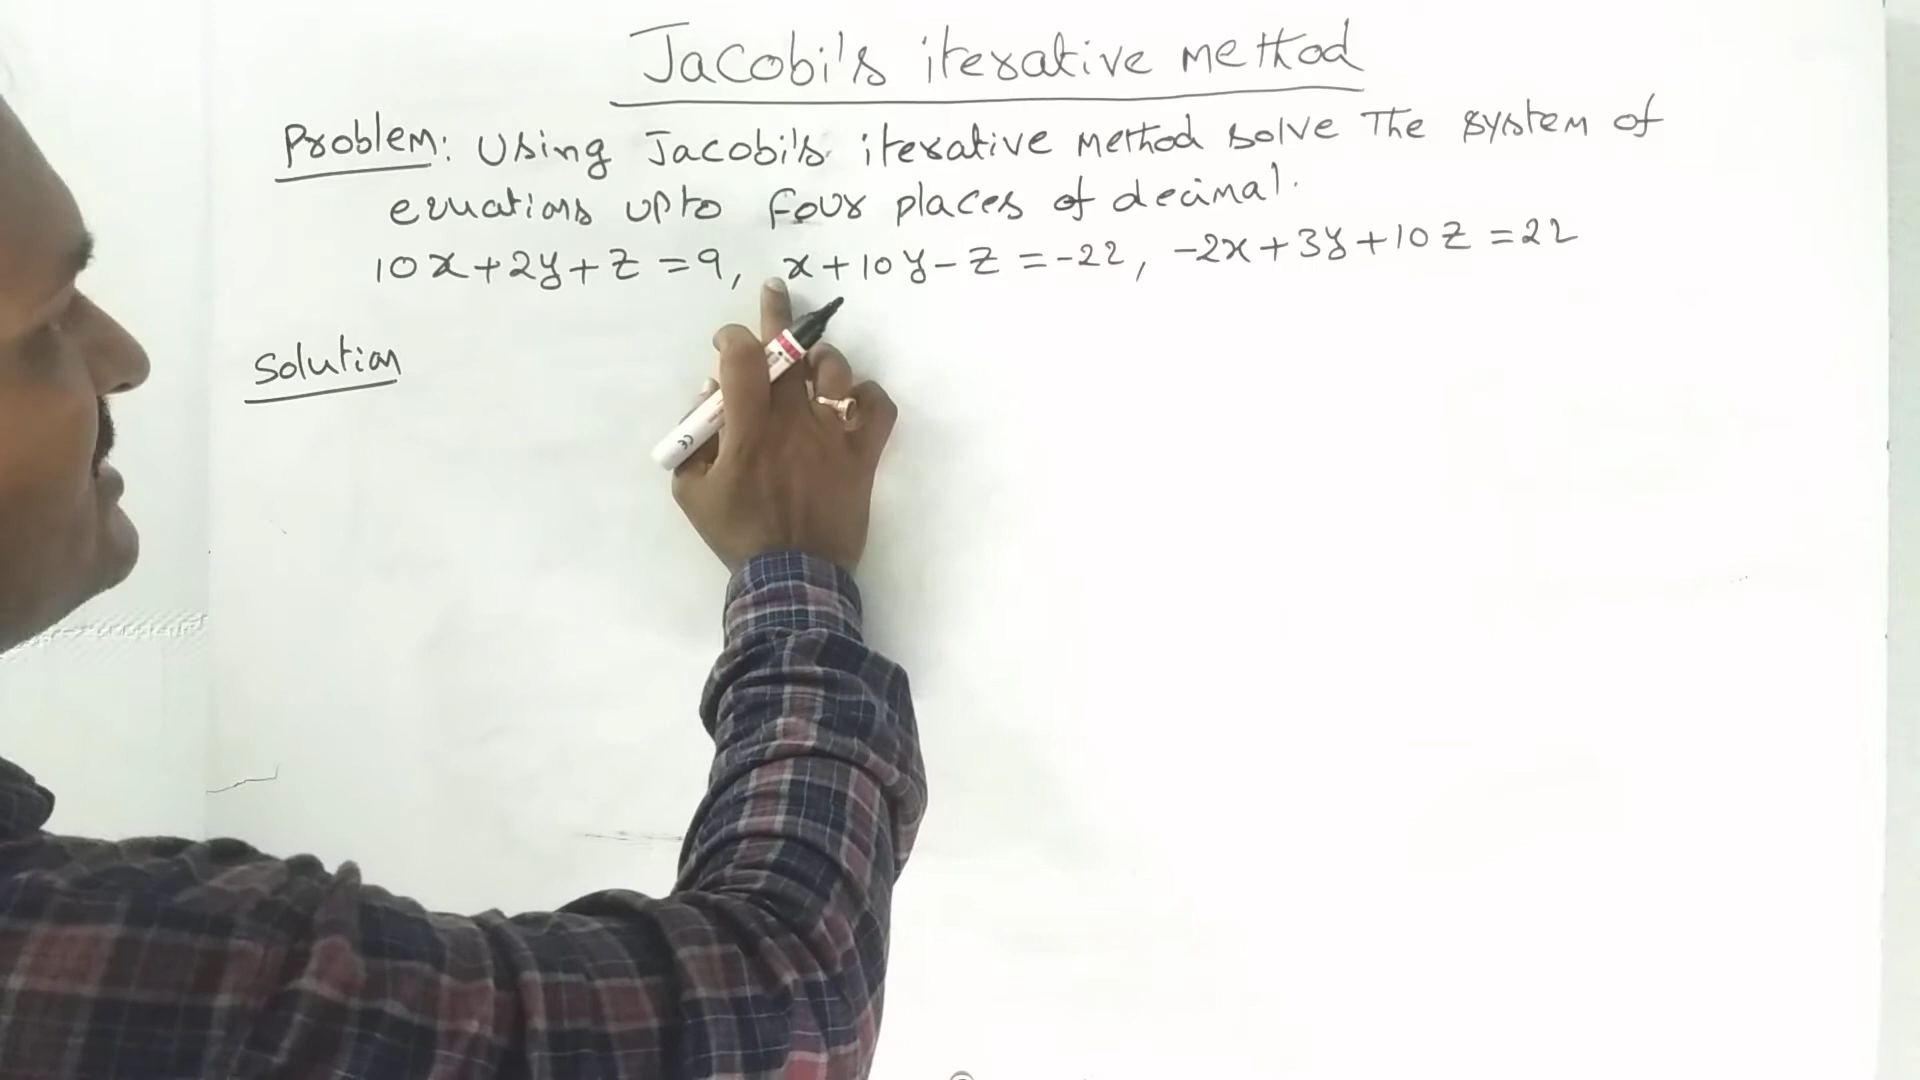 Jacobi's iterative method
Problem: Using Jacobi's iterative method solve The system of
equations upto four places of decimal.
10x+2y+z=9, x+10y-z=-22, -2x+3y+10z=22
Solution